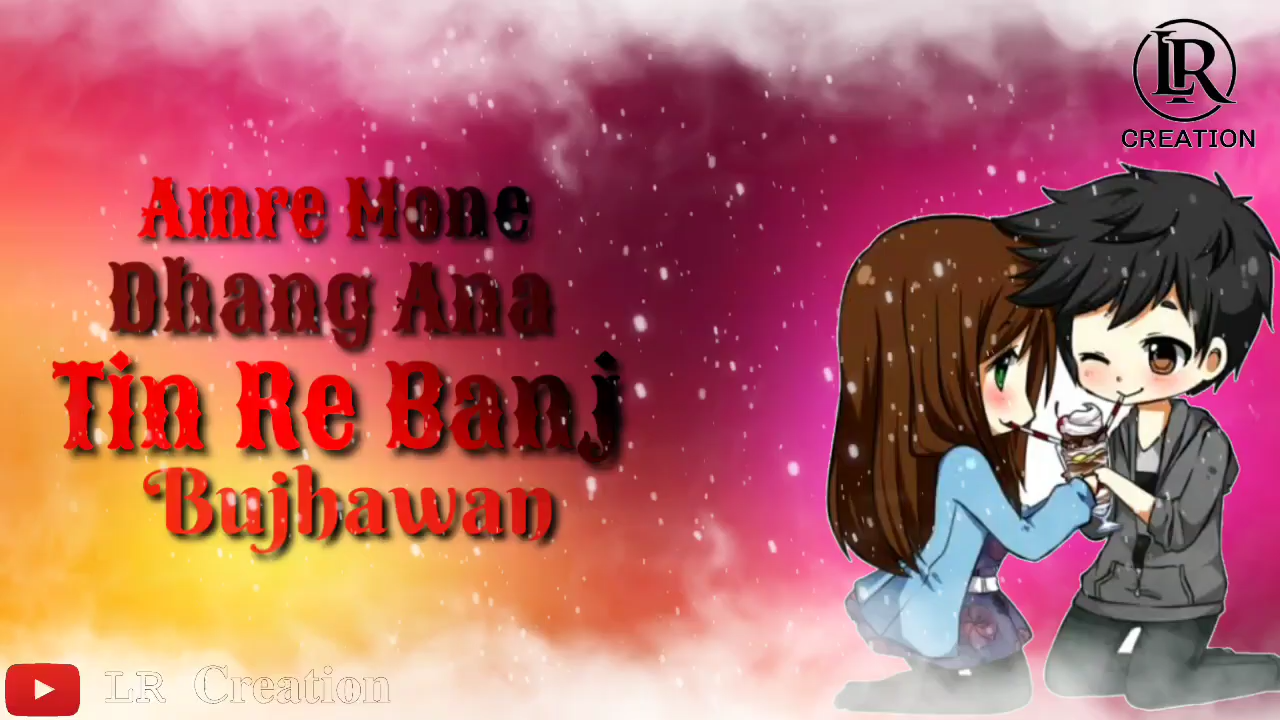 LR
CREATION
Amre Mone
Dhang Ana
Tin Re Banj
Bujhawan
LR Creation